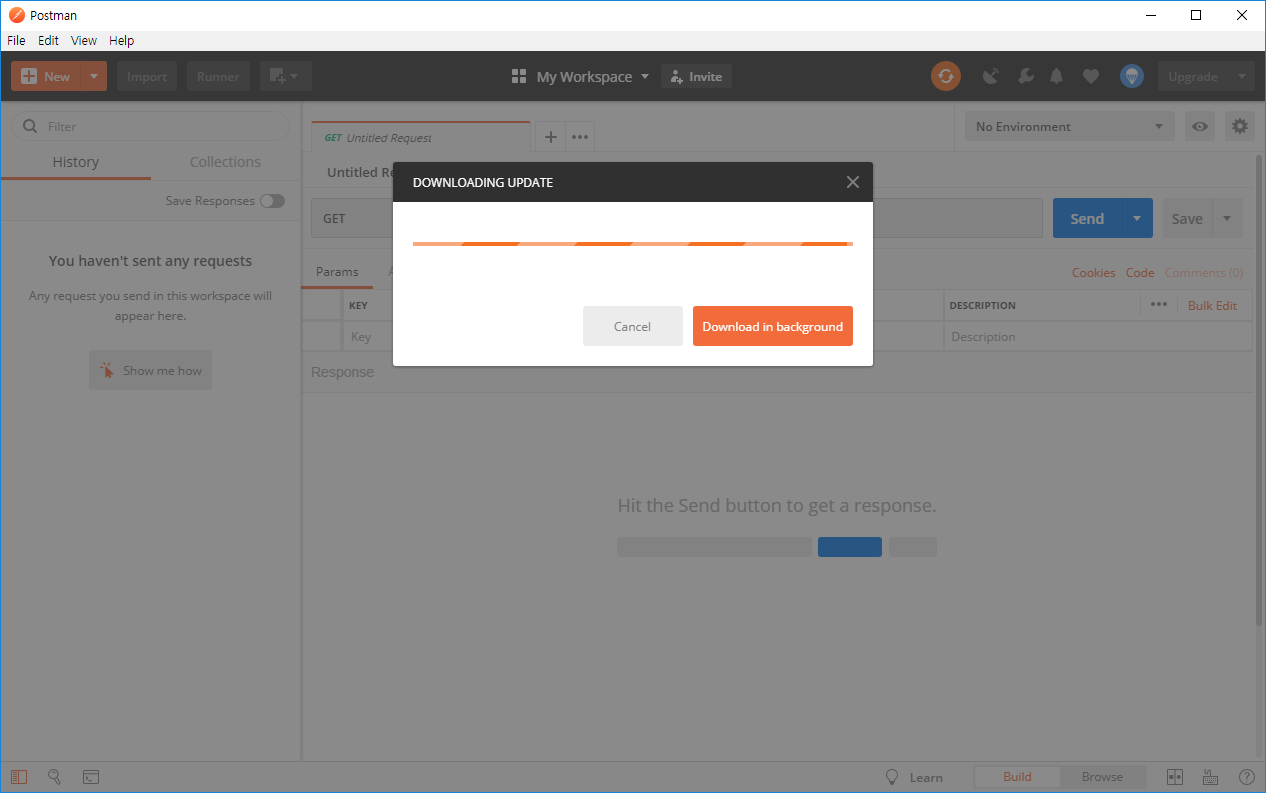 Postman
File Edit View Help
New Import Runner My Workspace Invite Upgrade
Filter
History Collections
Save Responses
You haven't sent any requests
Any request you send in this workspace will
appear here.
Show me how
GET Untitled Request
No Environment
GET
Send Save
Params
Cookies Code Comments (0)
KEY DESCRIPTION Bulk Edit
Key Description
Response
Hit the Send button to get a response.
DOWNLOADING UPDATE
Cancel Download in background
Learn Build Browse